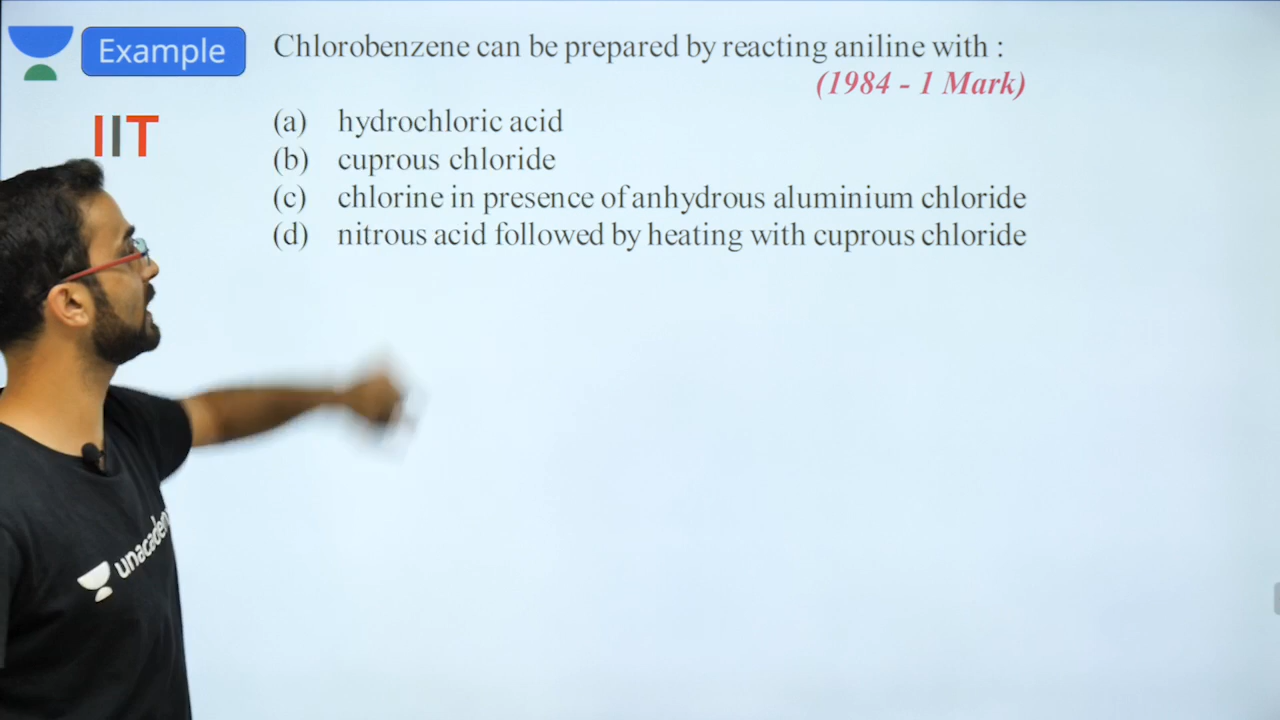 Example
Chlorobenzene can be prepared by reacting aniline with :
(1984 - 1 Mark)
IIT
(a) hydrochloric acid
(b) cuprous chloride
(c) chlorine in presence of anhydrous aluminium chloride
(d) nitrous acid followed by heating with cuprous chloride